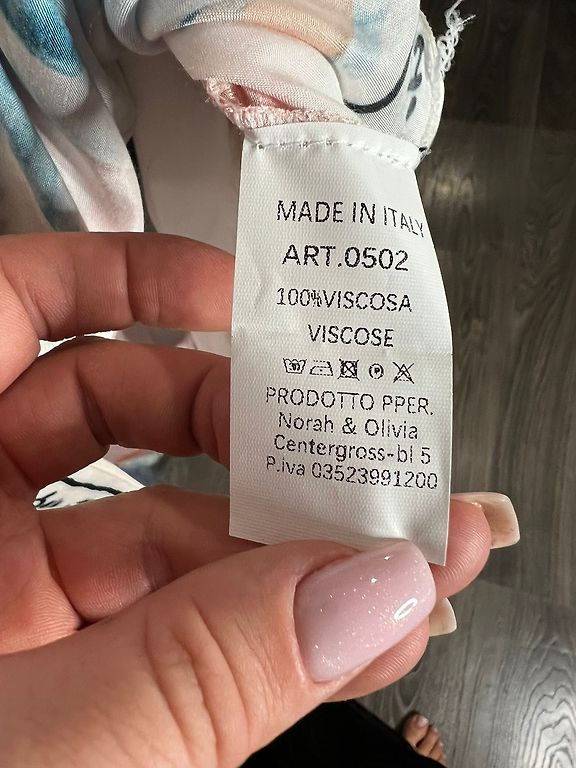 MADE IN ITALY
ART.0502
100%VISCOSA
VISCOSE
PRODOTTO PPER.
Norah & Olivia
Centergross-bl 5
P.iva 03523991200